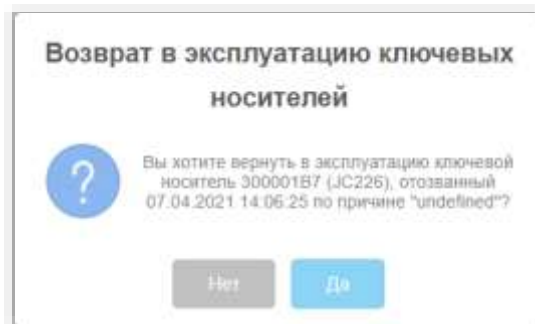 Возврат в эксплуатацию ключевых
носителей
?
Вы хотите вернуть в эксплуатацию ключевой
носитель 300001B7 (JC226), отозванный
07.04.2021 14:06:25 по причине "undefined"?
Нет
Да